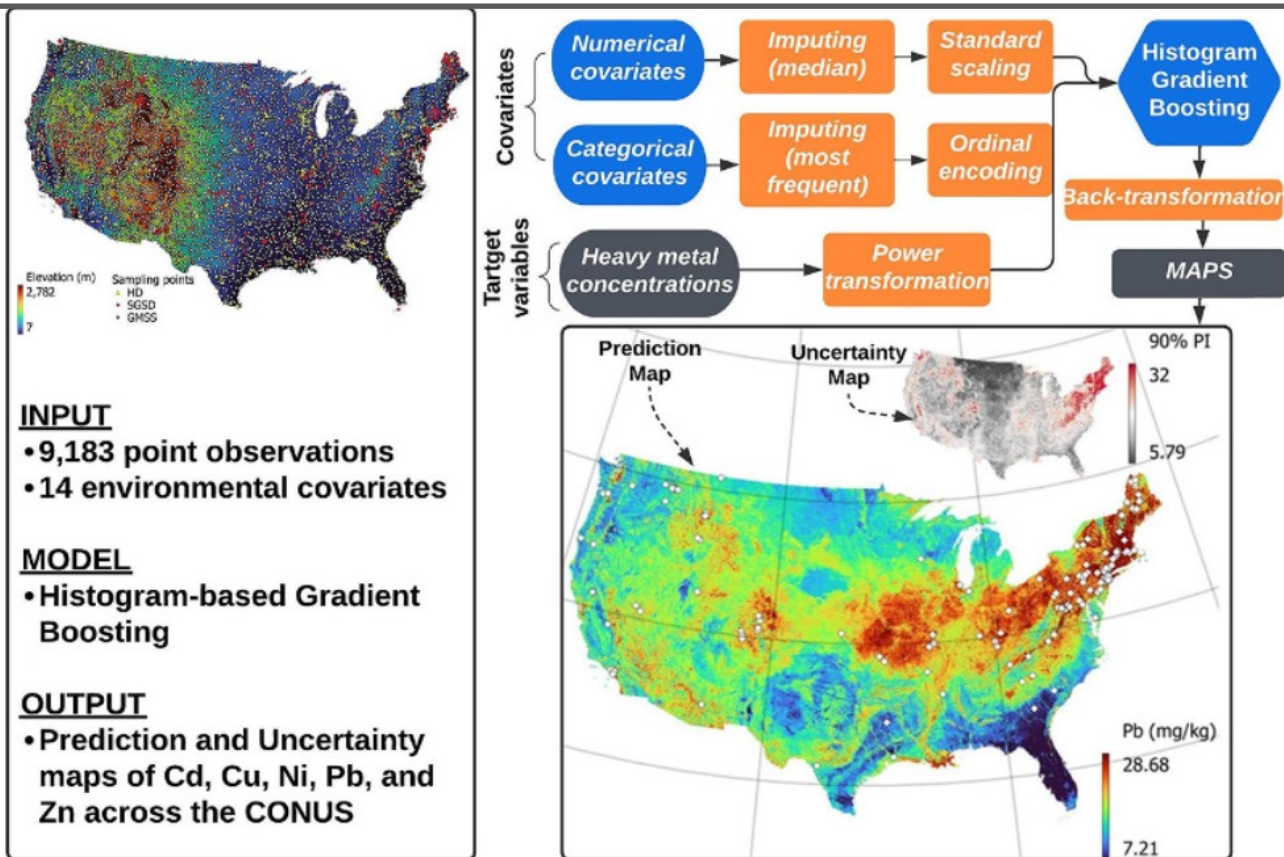 Elevation (m)
2,782
7
Sampling points
HD
SGSD
GMSS
INPUT
• 9,183 point observations
• 14 environmental covariates
MODEL
• Histogram-based Gradient
Boosting
OUTPUT
• Prediction and Uncertainty
maps of Cd, Cu, Ni, Pb, and
Zn across the CONUS
Covariates
Numerical
covariates
Imputing
(median)
Standard
scaling
Histogram
Gradient
Boosting
Categorical
covariates
Imputing
(most
frequent)
Ordinal
encoding
Back-transformation
Tartget
variables
Heavy metal
concentrations
Power
transformation
MAPS
Prediction
Map
Uncertainty
Map
90% PI
32
5.79
Pb (mg/kg)
28.68
7.21